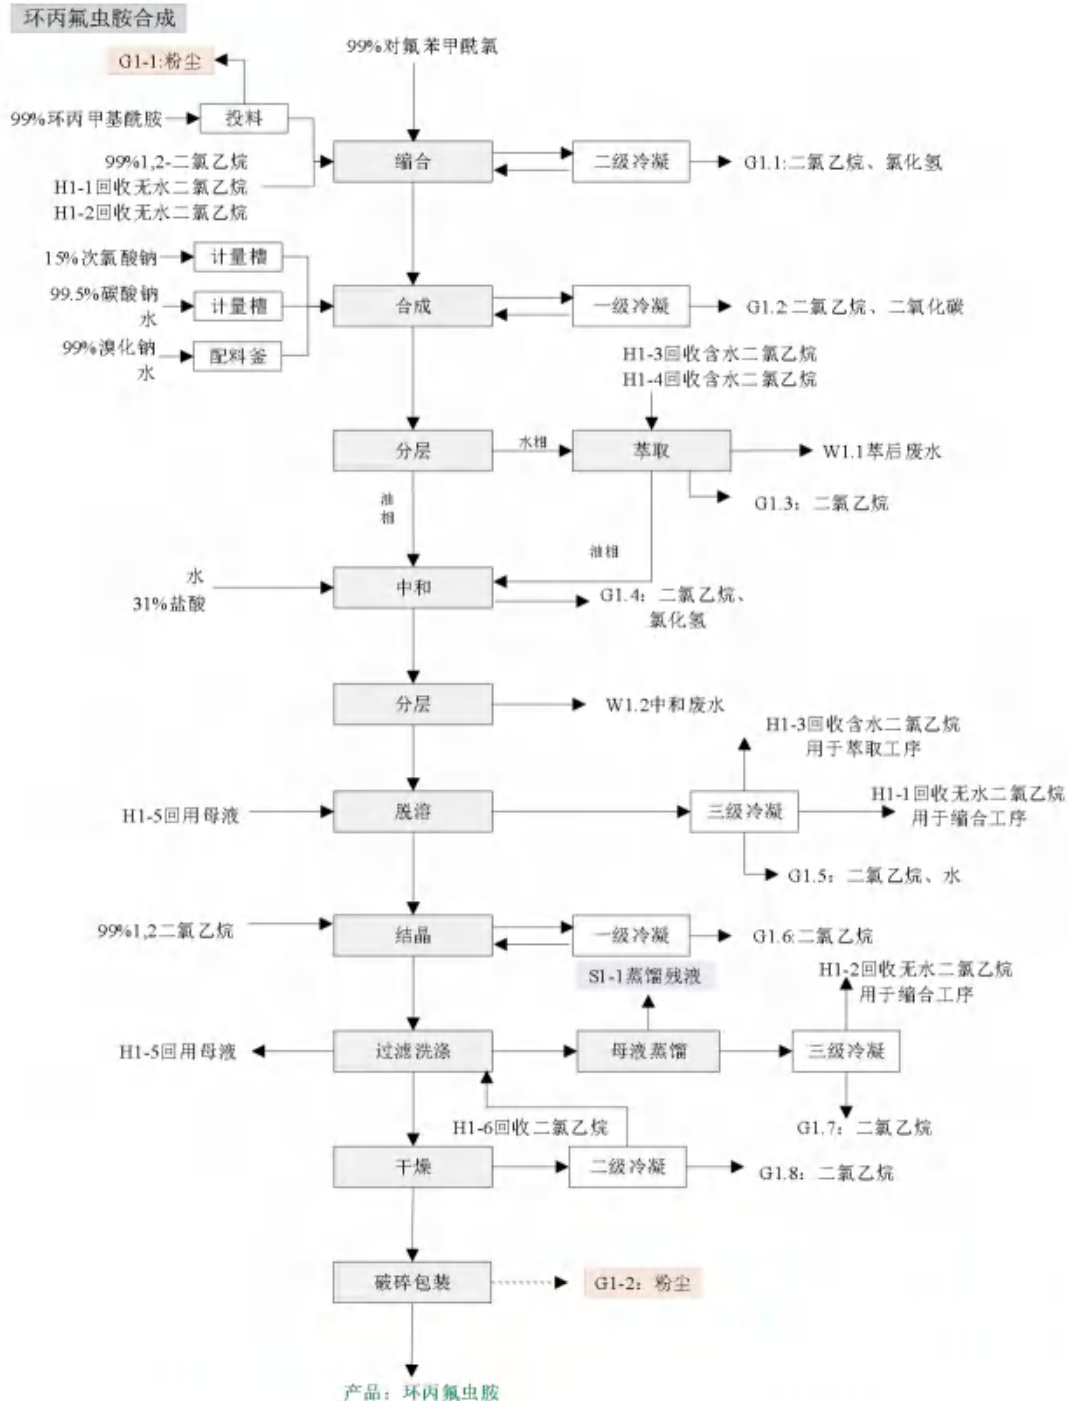 环丙氟虫胺合成
G1-1:粉尘
99%对氟苯甲酰氯
99%环丙甲基酰胺
投料
99%1,2-二氯乙烷
H1-1回收无水二氯乙烷
H1-2回收无水二氯乙烷
缩合
二级冷凝
G1.1:二氯乙烷、氯化氢
15%次氯酸钠
计量槽
99.5%碳酸钠
水
计量槽
99%溴化钠
水
配料釜
合成
一级冷凝
G1.2:二氯乙烷、二氧化碳
H1-3回收含水二氯乙烷
H1-4回收含水二氯乙烷
分层
水相
萃取
W1.1萃后废水
G1.3：二氯乙烷
油
相
油相
水
31%盐酸
中和
G1.4：二氯乙烷、
氯化氢
分层
W1.2中和废水
H1-3回收含水二氯乙烷
用于萃取工序
H1-5回用母液
脱溶
三级冷凝
H1-1回收无水二氯乙烷
用于缩合工序
G1.5：二氯乙烷、水
99%1,2二氯乙烷
结晶
一级冷凝
G1.6:二氯乙烷
S1-1蒸馏残液
H1-2回收无水二氯乙烷
用于缩合工序
H1-5回用母液
过滤洗涤
母液蒸馏
三级冷凝
H1-6回收二氯乙烷
G1.7：二氯乙烷
干燥
二级冷凝
G1.8：二氯乙烷
破碎包装
G1-2：粉尘
产品：环丙氟虫胺